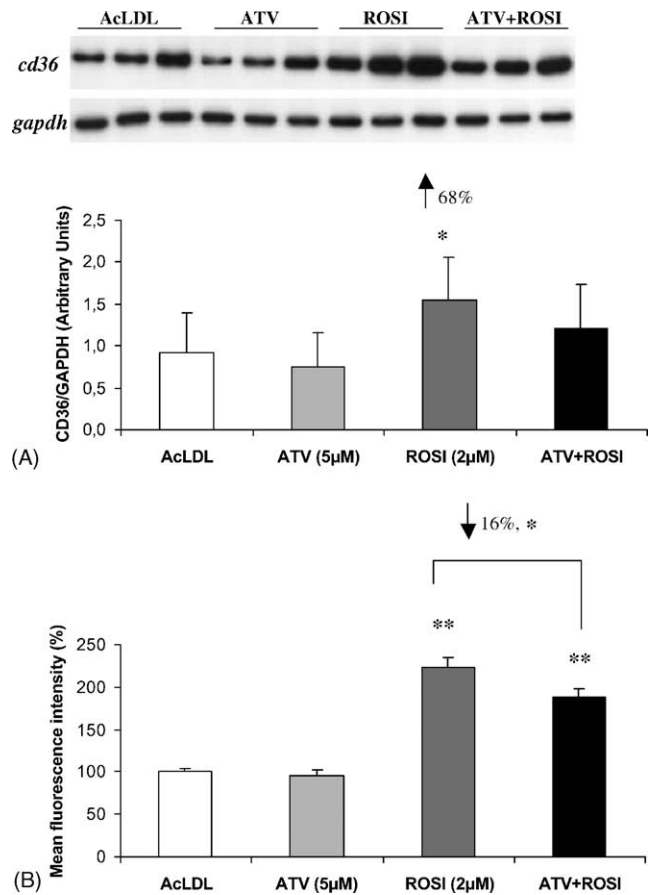 AcLDL ATV ROSI ATV+ROSI
cd36
gapdh
68%
*
CD36/GAPDH (Arbitrary Units)
2,5
2,0
1,5
1,0
0,5
0,0
AcLDL ATV (5µM) ROSI (2µM) ATV+ROSI
(A)
16%, *
** **
Mean fluorescence intensity (%)
250
200
150
100
50
0
AcLDL ATV (5µM) ROSI (2µM) ATV+ROSI
(B)